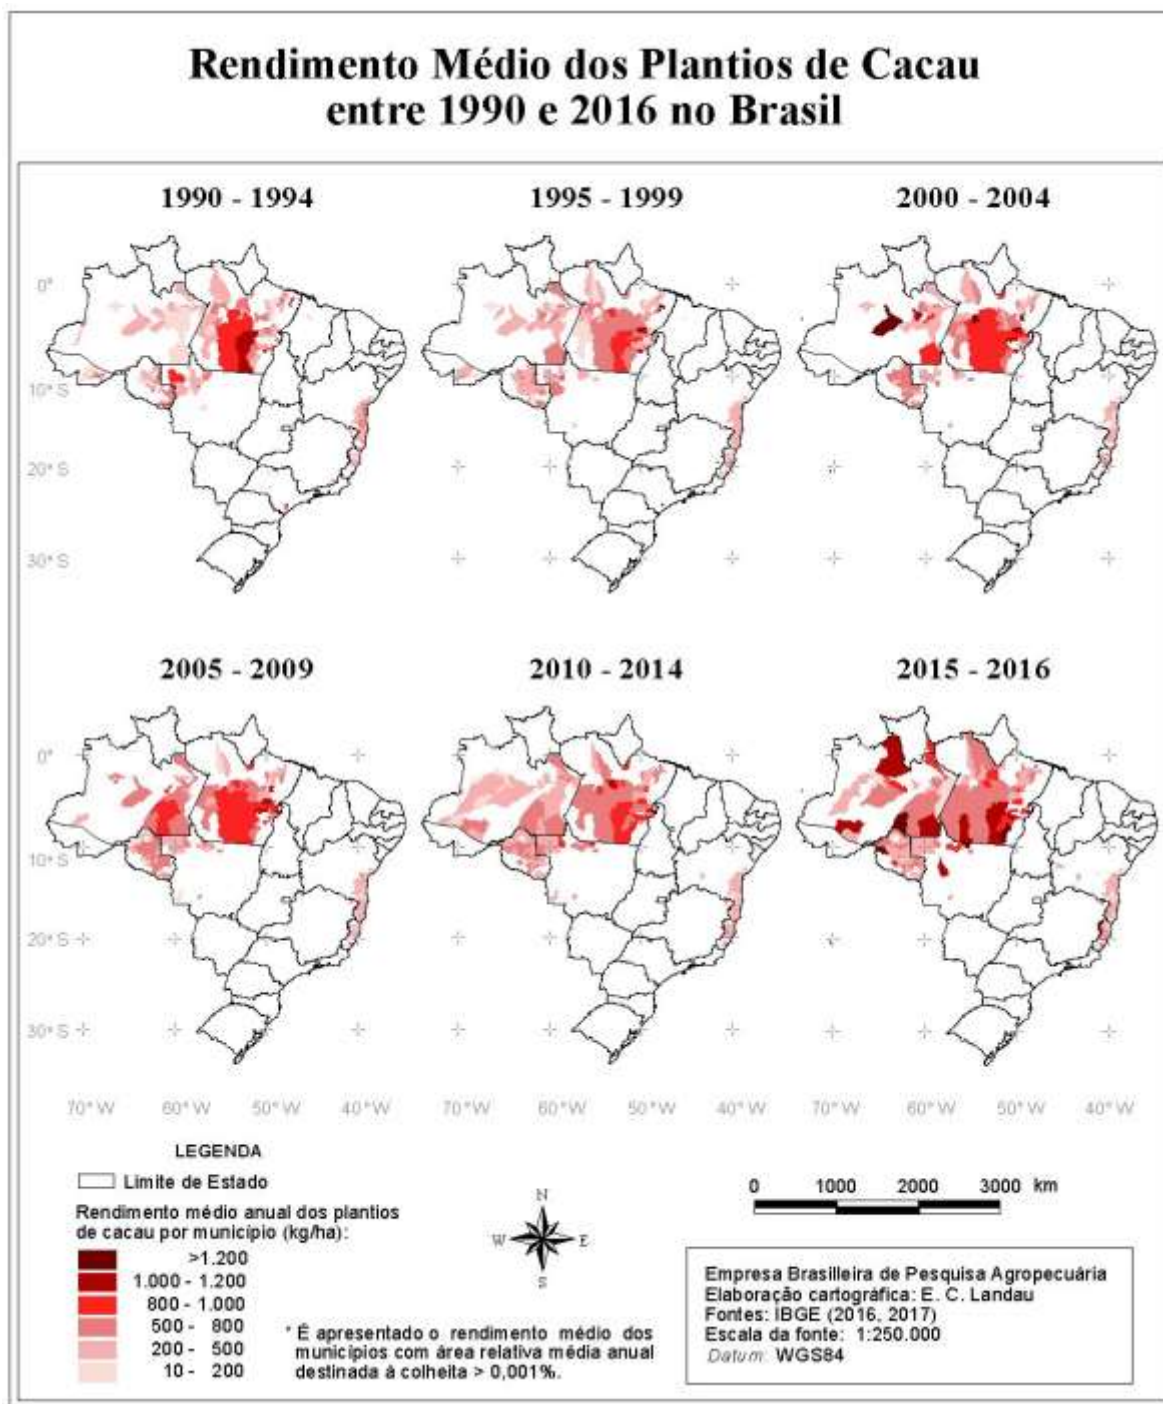 Rendimento Médio dos Plantios de Cacau
entre 1990 e 2016 no Brasil
1990 - 1994
1995 - 1999
2000 - 2004
0°
10° S
20° S
30° S
2005 - 2009
2010 - 2014
2015 - 2016
0°
10° S
20° S
30° S
70° W 60° W 50° W 40° W
70° W 60° W 50° W 40° W
70° W 60° W 50° W 40° W
LEGENDA
Limite de Estado
Rendimento médio anual dos plantios
de cacau por município (kg/ha):
>1.200
1.000 - 1.200
800 - 1.000
500 - 800
200 - 500
10 - 200
N
W E
S
* É apresentado o rendimento médio dos
municípios com área relativa média anual
destinada à colheita > 0,001%.
0 1000 2000 3000 km
Empresa Brasilleira de Pesquisa Agropecuária
Elaboração cartográfica: E. C. Landau
Fontes: IBGE (2016, 2017)
Escala da fonte: 1:250.000
Datum: WGS84